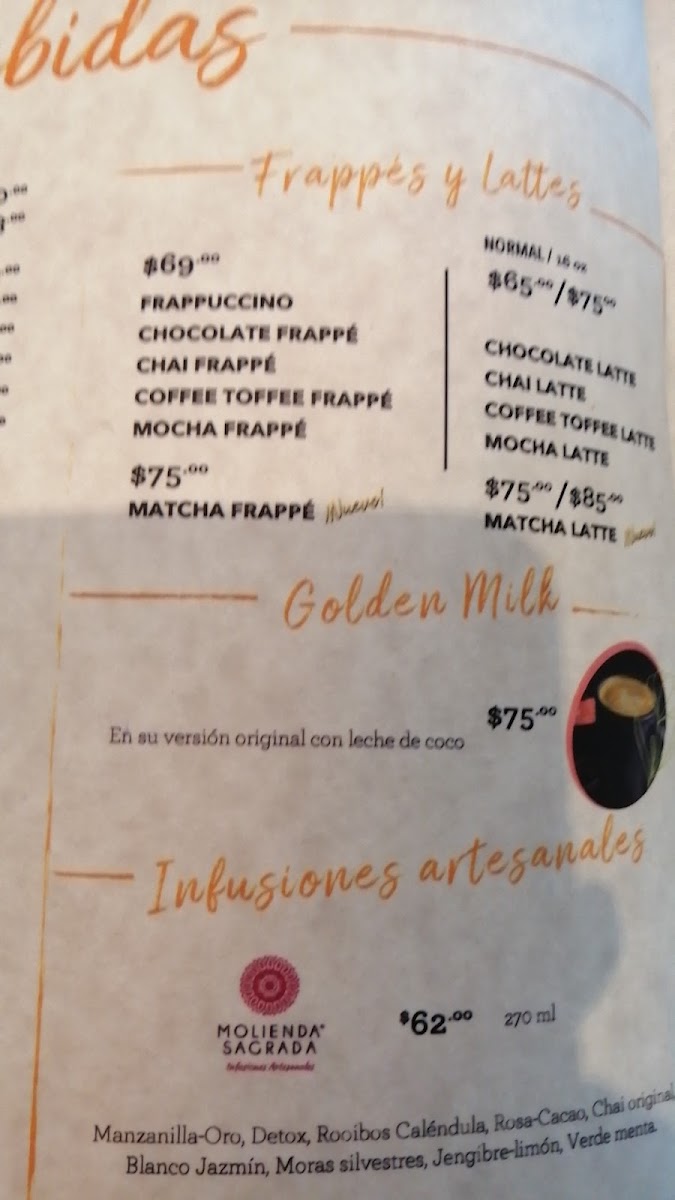 bidas
Frappés y Lattes
$69.00
FRAPPUCCINO
CHOCOLATE FRAPPÉ
CHAI FRAPPÉ
COFFEE TOFFEE FRAPPÉ
MOCHA FRAPPÉ
$75.00
MATCHA FRAPPÉ ¡Nuevo!
NORMAL / 16 oz
$65.00/$75.00
CHOCOLATE LATTE
CHAI LATTE
COFFEE TOFFEE LATTE
MOCHA LATTE
$75.00/$85.00
MATCHA LATTE
Golden Milk
En su versión original con leche de coco
$75.00
Infusiones artesanales
MOLIENDA
SAGRADA
Infusiones Artesanales
$62.00 270 ml
Manzanilla-Oro, Detox, Rooibos Caléndula, Rosa-Cacao, Chai original,
Blanco Jazmín, Moras silvestres, Jengibre-limón, Verde menta.